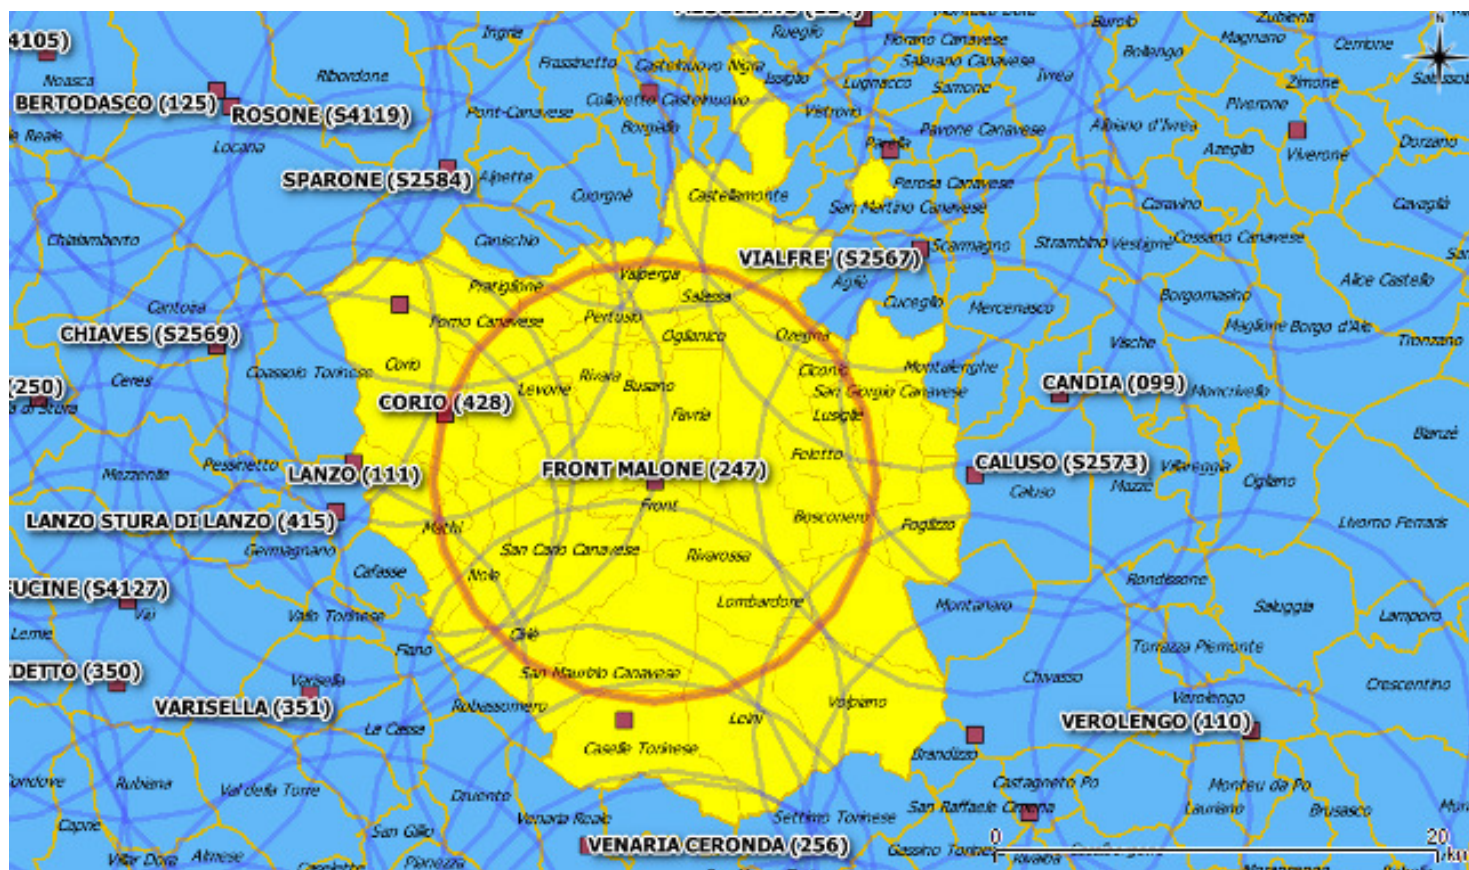 Ingria
Rueglio
Burolo
Zubiena
4105)
Fiorano Canavese
Magnano
Cerrione
Frassinetto
Castelnuovo Nigra
Issiglio
Salerano Canavese
Bollengo
Noasca
Ribordone
Lugnacco
Samone
Ivrea
Zimone
BERTODASCO (125)
ROSONE (S4119)
Pont-Canavese
Colleretto Castelnuovo
Vistrorio
Piverone
Borgiallo
Pavone Canavese
Albiano d'Ivrea
Locana
Parella
Azeglio
Viverone
Dorzano
SPARONE (S2584)
Alpette
Cuorgnè
Castellamonte
Perosa Canavese
San Martino Canavese
Caravino
Cavaglià
Chialamberto
Canischio
VIALFRE' (S2567)
Scarmagno
Strambino
Vestignè
Cossano Canavese
Pratiglione
Valperga
Salassa
Agliè
Cuceglio
Mercenasco
Borgomasino
Alice Castello
Cantoira
Forno Canavese
Pertusio
Oglianico
Ozegna
Maglione
Borgo d'Ale
Tronzano
CHIAVES (S2569)
Vische
Ceres
Coassolo Torinese
Corio
Levone
Rivara
Busano
Ciconio
Montalenghe
(250)
San Giorgio Canavese
CANDIA (099)
Moncrivello
CORIO (428)
Favria
Lusigliè
Bianzè
Mezzenile
Pessinetto
LANZO (111)
FRONT MALONE (247)
Feletto
CALUSO (S2573)
Villareggia
Caluso
Mazzè
Cigliano
LANZO STURA DI LANZO (415)
Mathi
Front
Bosconero
Foglizzo
Livorno Ferraris
Germagnano
San Carlo Canavese
Rivarossa
Cafasse
Nole
Rondissone
FUCINE (S4127)
Viù
Vallo Torinese
Lombardore
Montanaro
Saluggia
Lamporo
Lemie
Fiano
Ciriè
Torrazza Piemonte
DETTO (350)
Varisella
San Maurizio Canavese
Chivasso
Crescentino
VARISELLA (351)
Robassomero
Leini
Volpiano
Verolengo
VEROLENGO (110)
La Cassa
Caselle Torinese
Brandizzo
Rubiana
Val della Torre
Druento
Castagneto Po
Monteu da Po
Caprie
San Gillio
Venaria Reale
Settimo Torinese
San Raffaele Cimena
Lauriano
Brusasco
Villar Dora
Almese
Pianezza
VENARIA CERONDA (256)
Gassino Torinese
Rivalba
0
20